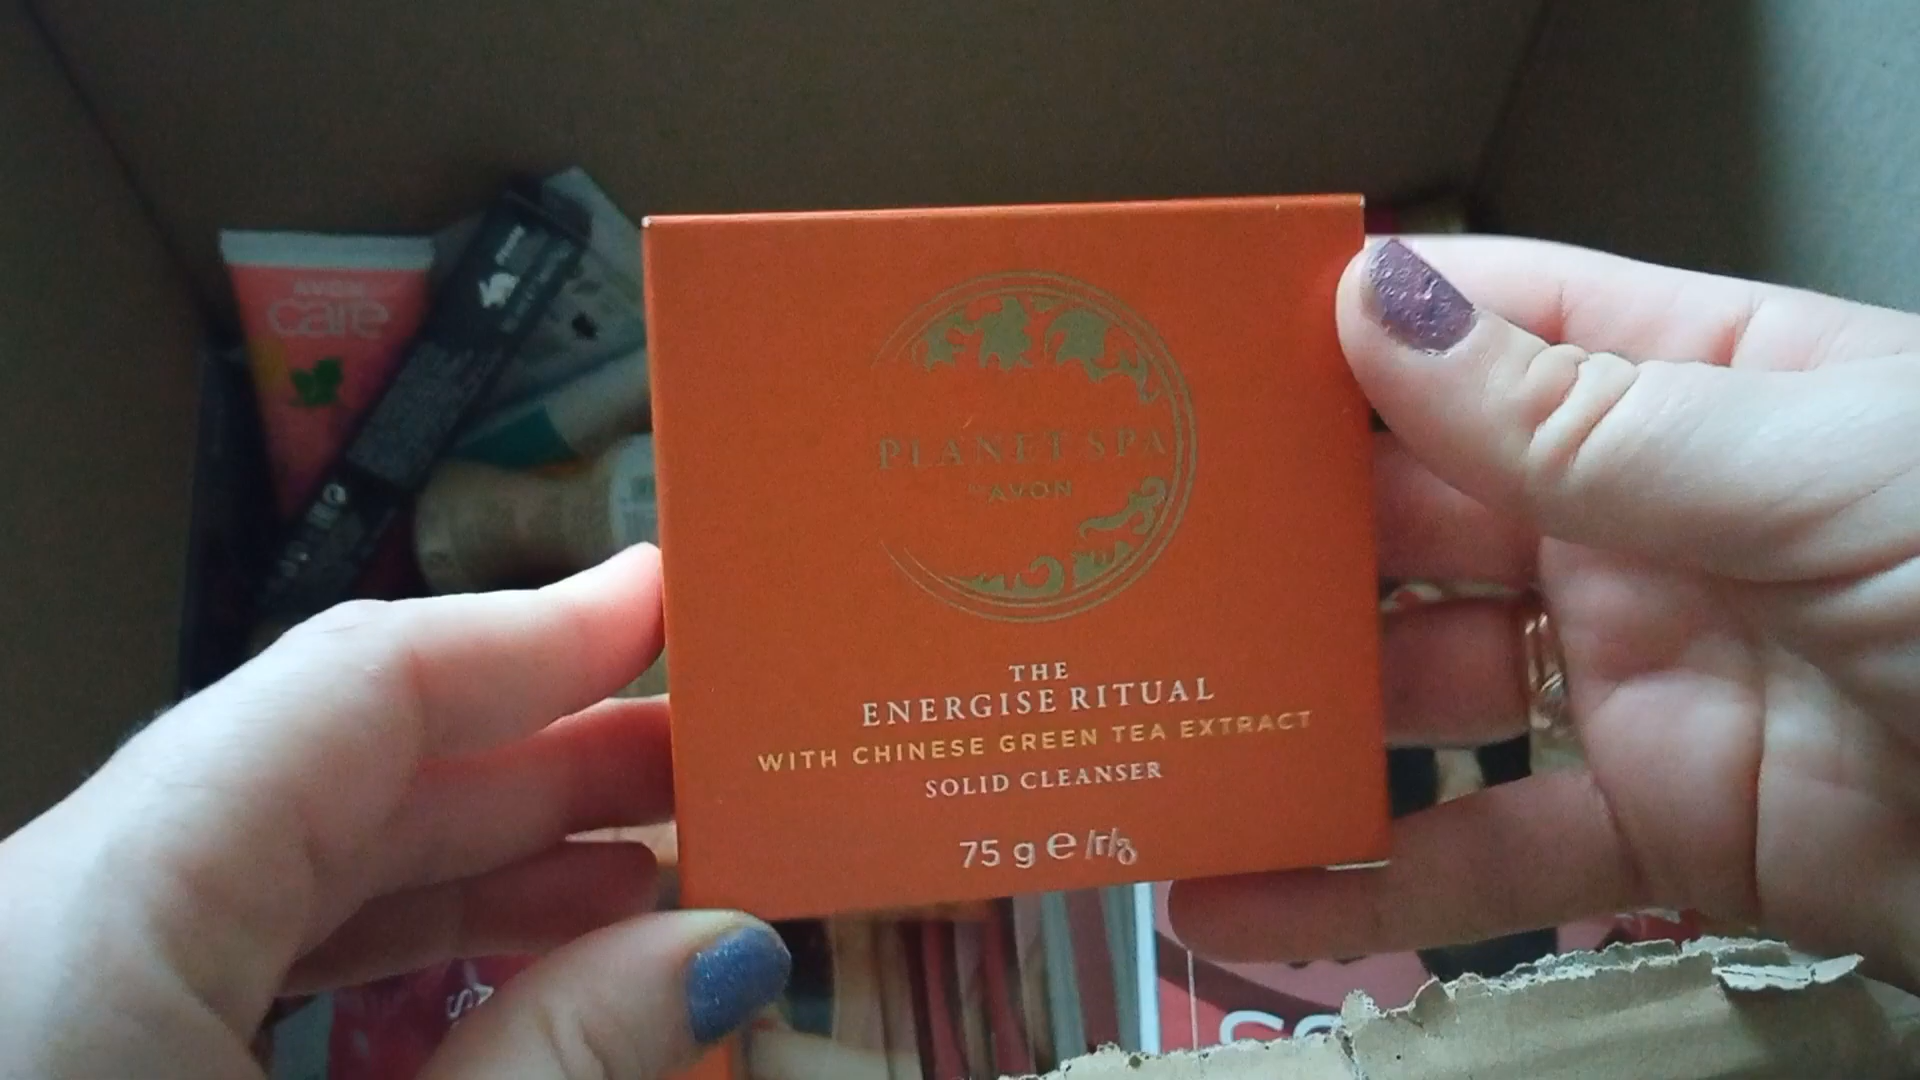 PLANET SPA
BY AVON
THE
ENERGISE RITUAL
WITH CHINESE GREEN TEA EXTRACT
SOLID CLEANSER
75 g e /г/გ
AVON
care